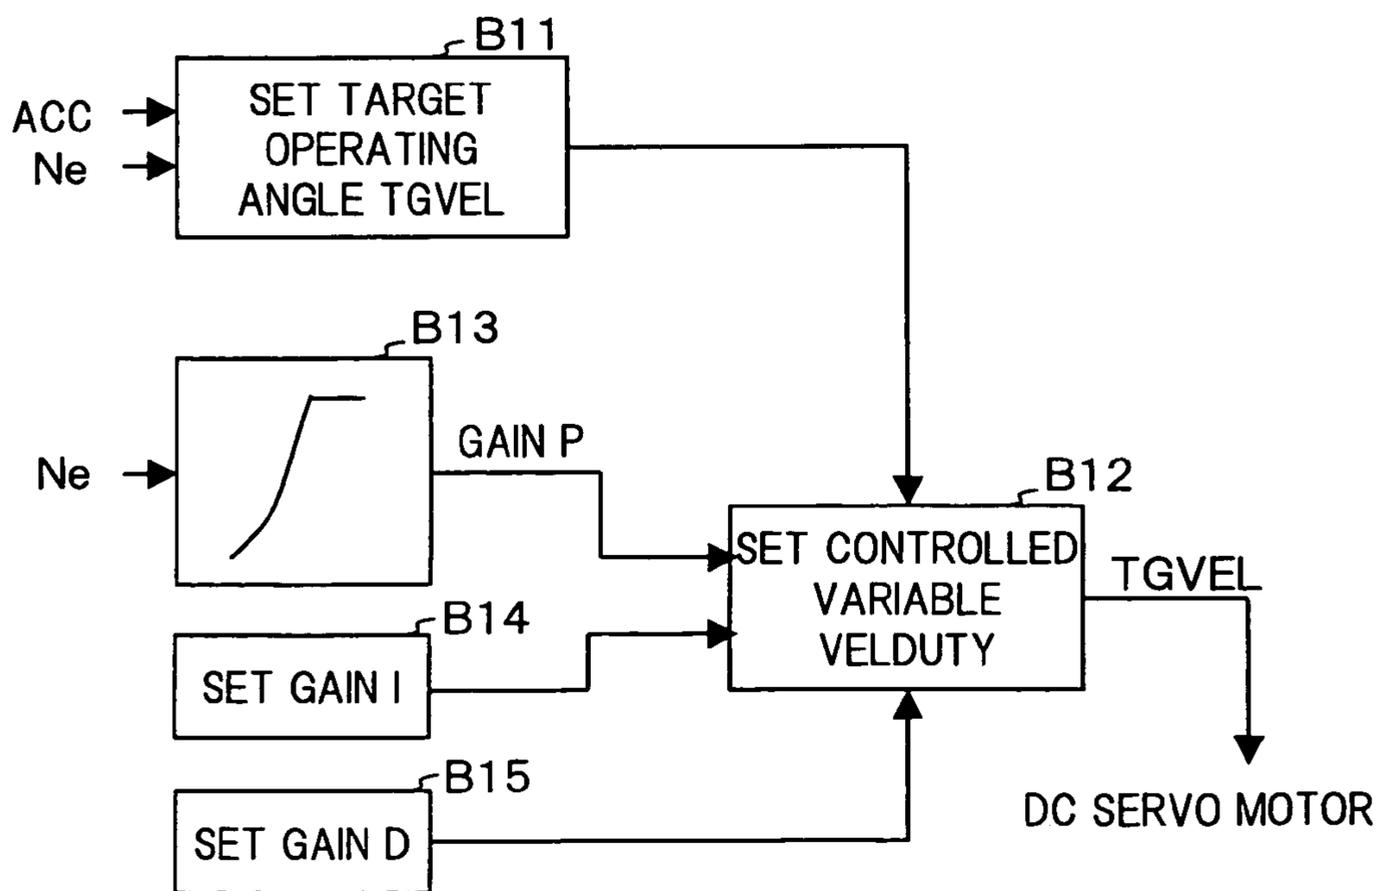 B11
SET TARGET
OPERATING
ANGLE TGVEL
ACC
Ne
B13
Ne
GAIN P
B12
SET CONTROLLED
VARIABLE
VELDUTY
TGVEL
B14
SET GAIN I
B15
SET GAIN D
DC SERVO MOTOR